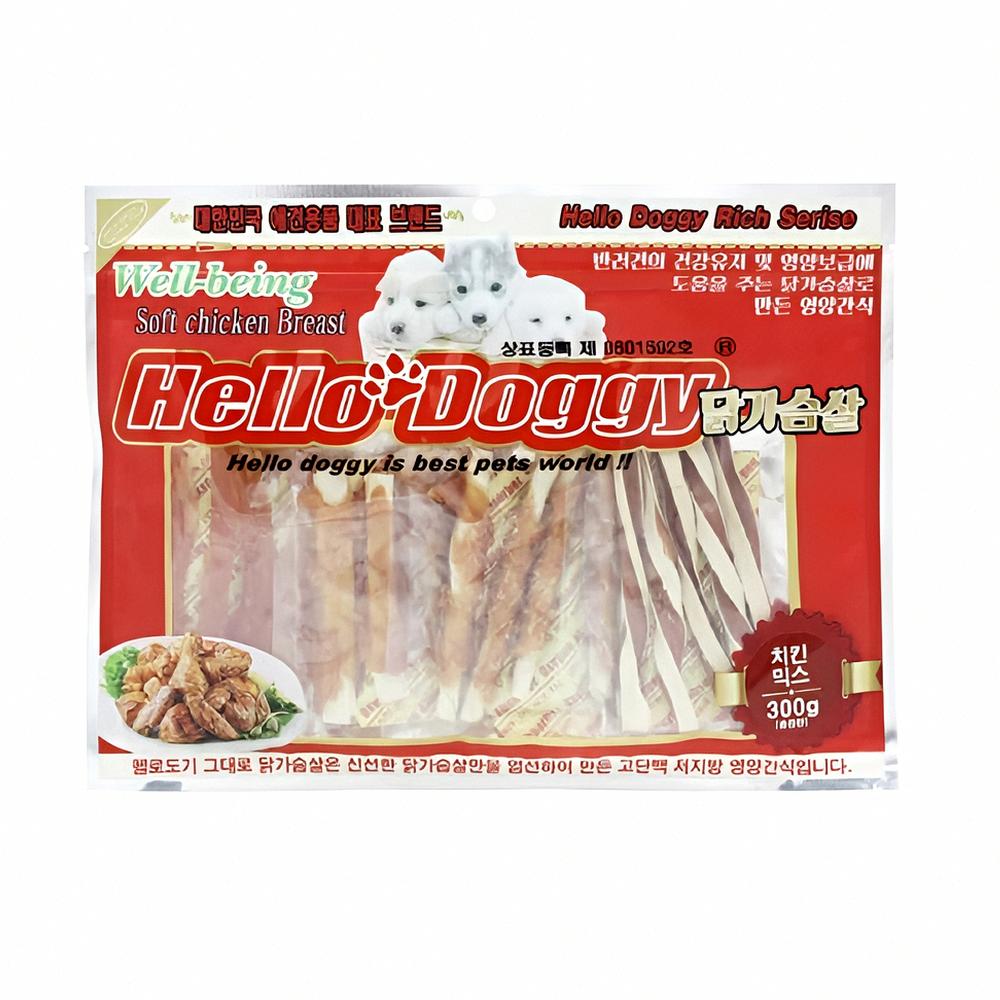 대한민국 애견용품 대표 브랜드
Hello Doggy Rich Serise
Well-being
Soft chicken Breast
반려견의 건강유지 및 영양보급에
도움을 주는 닭가슴살로
만든 영양간식
상표등록 제 0801592호 ®
Hello Doggy
닭가슴살
Hello doggy is best pets world !!
치킨
믹스
300g
헬로도기 그대로 닭가슴살은 신선한 닭가슴살만을 엄선하여 만든 고단백 저지방 영양간식입니다.